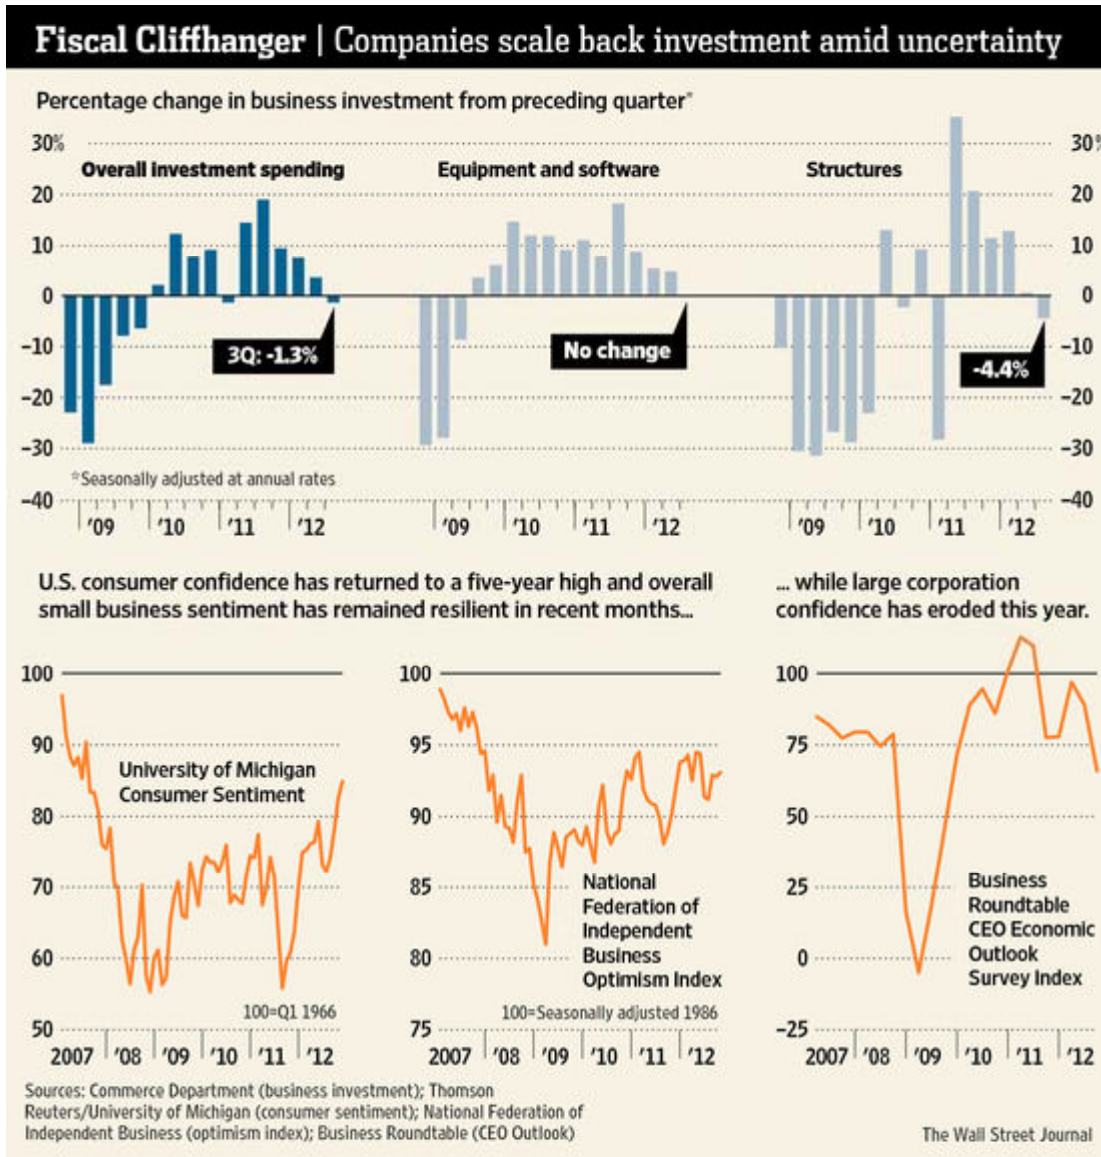 Fiscal Cliffhanger | Companies scale back investment amid uncertainty
Percentage change in business investment from preceding quarter*
30% 30%
Overall investment spending Equipment and software Structures
20 20
10 10
0 0
3Q: -1.3% No change -4.4%
-10 -10
-20 -20
-30 -30
*Seasonally adjusted at annual rates
-40 -40
'09 '10 '11 '12 '09 '10 '11 '12 '09 '10 '11 '12
U.S. consumer confidence has returned to a five-year high and overall
small business sentiment has remained resilient in recent months...
... while large corporation
confidence has eroded this year.
100
90
80
70
60
50
University of Michigan
Consumer Sentiment
100=Q1 1966
2007 '08 '09 '10 '11 '12
100
95
90
85
80
75
National
Federation of
Independent
Business
Optimism Index
100=Seasonally adjusted 1986
2007 '08 '09 '10 '11 '12
100
75
50
25
0
-25
Business
Roundtable
CEO Economic
Outlook
Survey Index
2007 '08 '09 '10 '11 '12
Sources: Commerce Department (business investment); Thomson
Reuters/University of Michigan (consumer sentiment); National Federation of
Independent Business (optimism index); Business Roundtable (CEO Outlook)
The Wall Street Journal